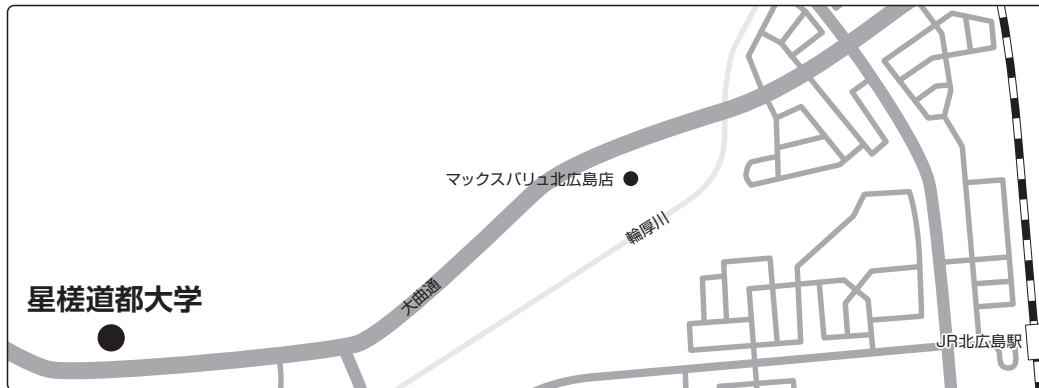 マックスバリュ北広島店
輪厚川
大曲通
星槎道都大学
JR北広島駅